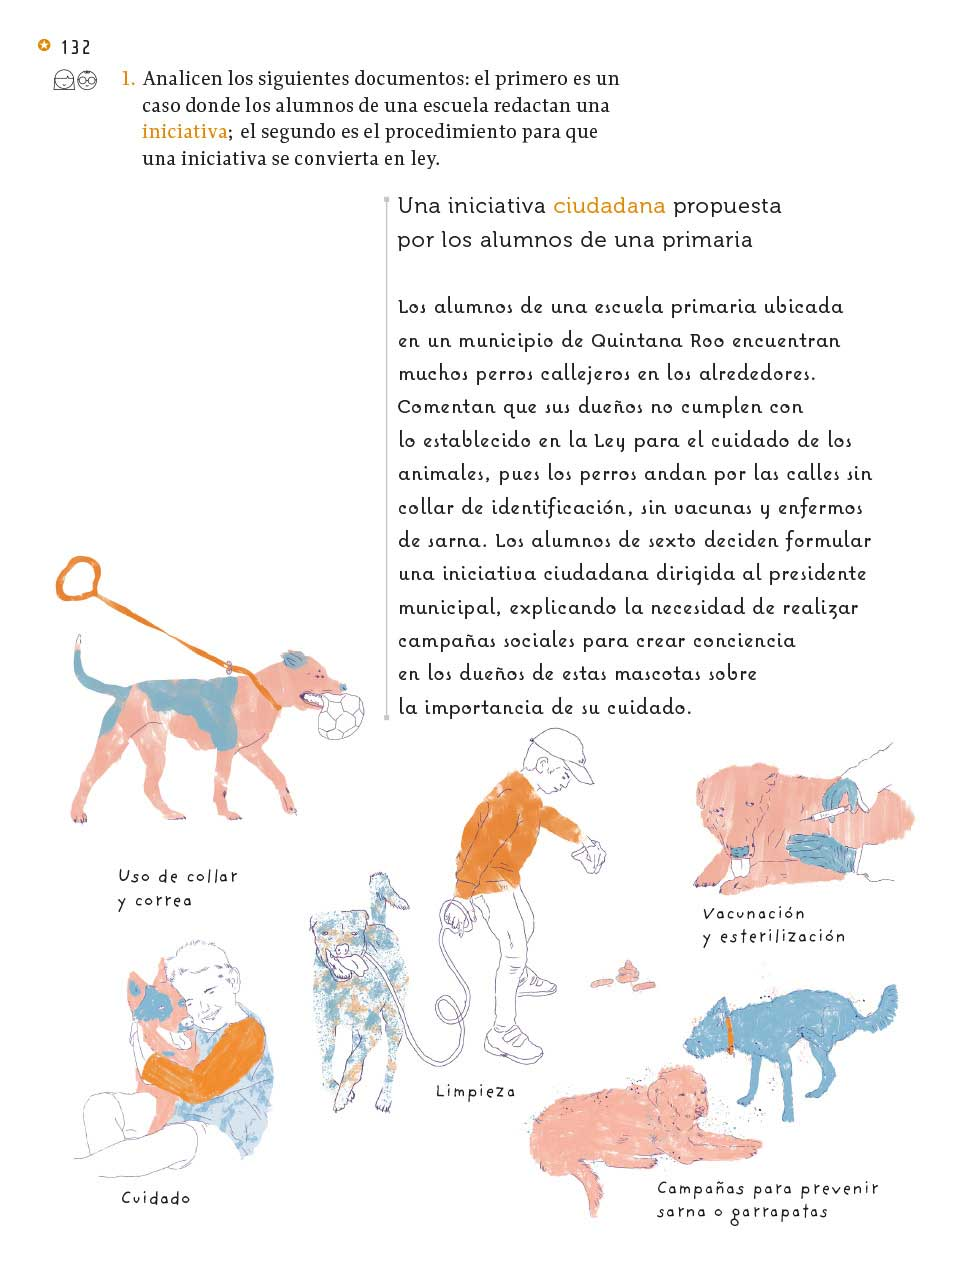 132
1. Analicen los siguientes documentos: el primero es un
caso donde los alumnos de una escuela redactan una
iniciativa; el segundo es el procedimiento para que
una iniciativa se convierta en ley.
Una iniciativa ciudadana propuesta
por los alumnos de una primaria
Los alumnos de una escuela primaria ubicada
en un municipio de Quintana Roo encuentran
muchos perros callejeros en los alrededores.
Comentan que sus dueños no cumplen con
lo establecido en la Ley para el cuidado de los
animales, pues los perros andan por las calles sin
collar de identificación, sin vacunas y enfermos
de sarna. Los alumnos de sexto deciden formular
una iniciativa ciudadana dirigida al presidente
municipal, explicando la necesidad de realizar
campañas sociales para crear conciencia
en los dueños de estas mascotas sobre
la importancia de su cuidado.
Uso de collar
y correa
Vacunación
y esterilización
Limpieza
Cuidado
Campañas para prevenir
sarna o garrapatas